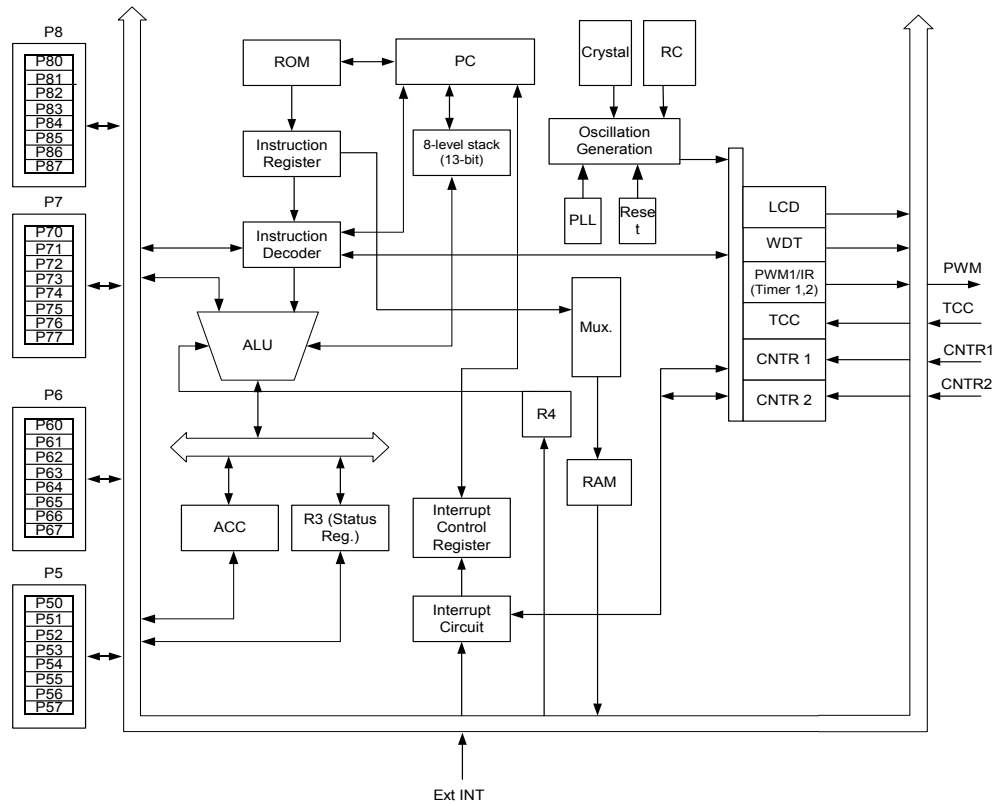 P8
P80
P81
P82
P83
P84
P85
P86
P87
P7
P70
P71
P72
P73
P74
P75
P76
P77
P6
P60
P61
P62
P63
P64
P65
P66
P67
P5
P50
P51
P52
P53
P54
P55
P56
P57
ROM
PC
Instruction
Register
8-level stack
(13-bit)
Instruction
Decoder
ALU
ACC
R3 (Status
Reg.)
Crystal
RC
Oscillation
Generation
PLL
Rese
t
Mux.
R4
RAM
Interrupt
Control
Register
Interrupt
Circuit
LCD
WDT
PWM1/IR
(Timer 1,2)
TCC
CNTR 1
CNTR 2
PWM
TCC
CNTR1
CNTR2
Ext INT